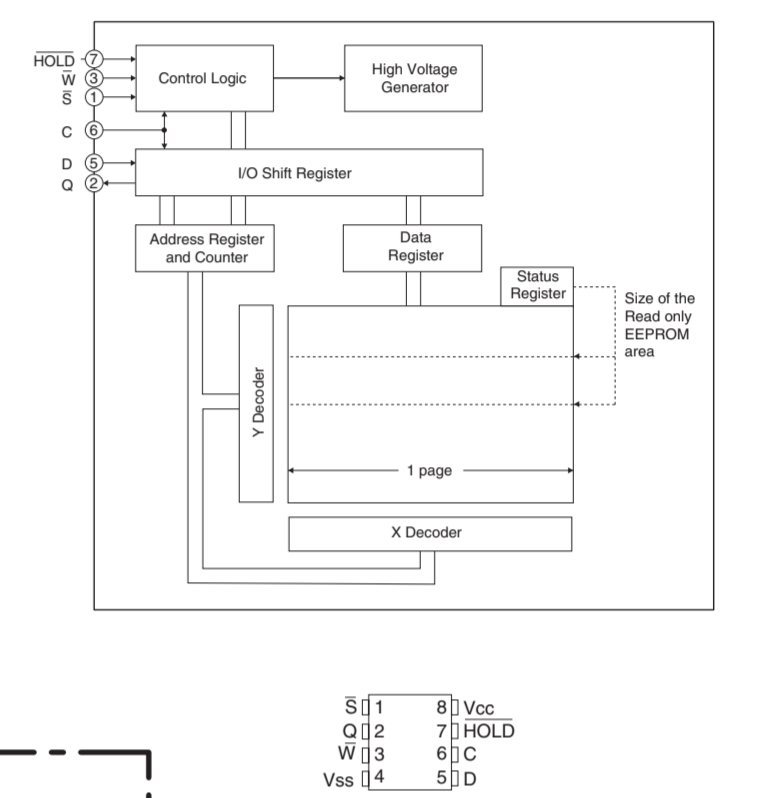 H̅O̅L̅D̅ 7
W̅ 3
S̅ 1
C 6
D 5
Q 2
Control Logic
High Voltage
Generator
I/O Shift Register
Address Register
and Counter
Data
Register
Status
Register
Size of the
Read only
EEPROM
area
Y Decoder
1 page
X Decoder
S̅ 1 8 Vcc
Q 2 7 H̅O̅L̅D̅
W̅ 3 6 C
Vss 4 5 D